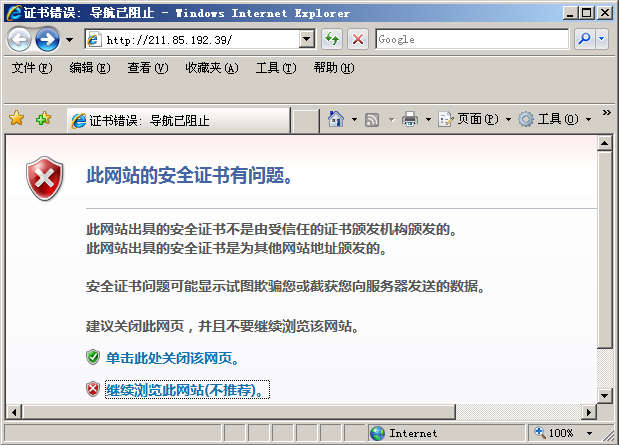 证书错误: 导航已阻止 - Windows Internet Explorer
http://211.85.192.39/
Google
文件(F) 编辑(E) 查看(V) 收藏夹(A) 工具(T) 帮助(H)
证书错误: 导航已阻止
页面(P) 工具(O) »
此网站的安全证书有问题。
此网站出具的安全证书不是由受信任的证书颁发机构颁发的。
此网站出具的安全证书是为其他网站地址颁发的。
安全证书问题可能显示试图欺骗您或截获您向服务器发送的数据。
建议关闭此网页，并且不要继续浏览该网站。
单击此处关闭该网页。
继续浏览此网站(不推荐)。
Internet 100%